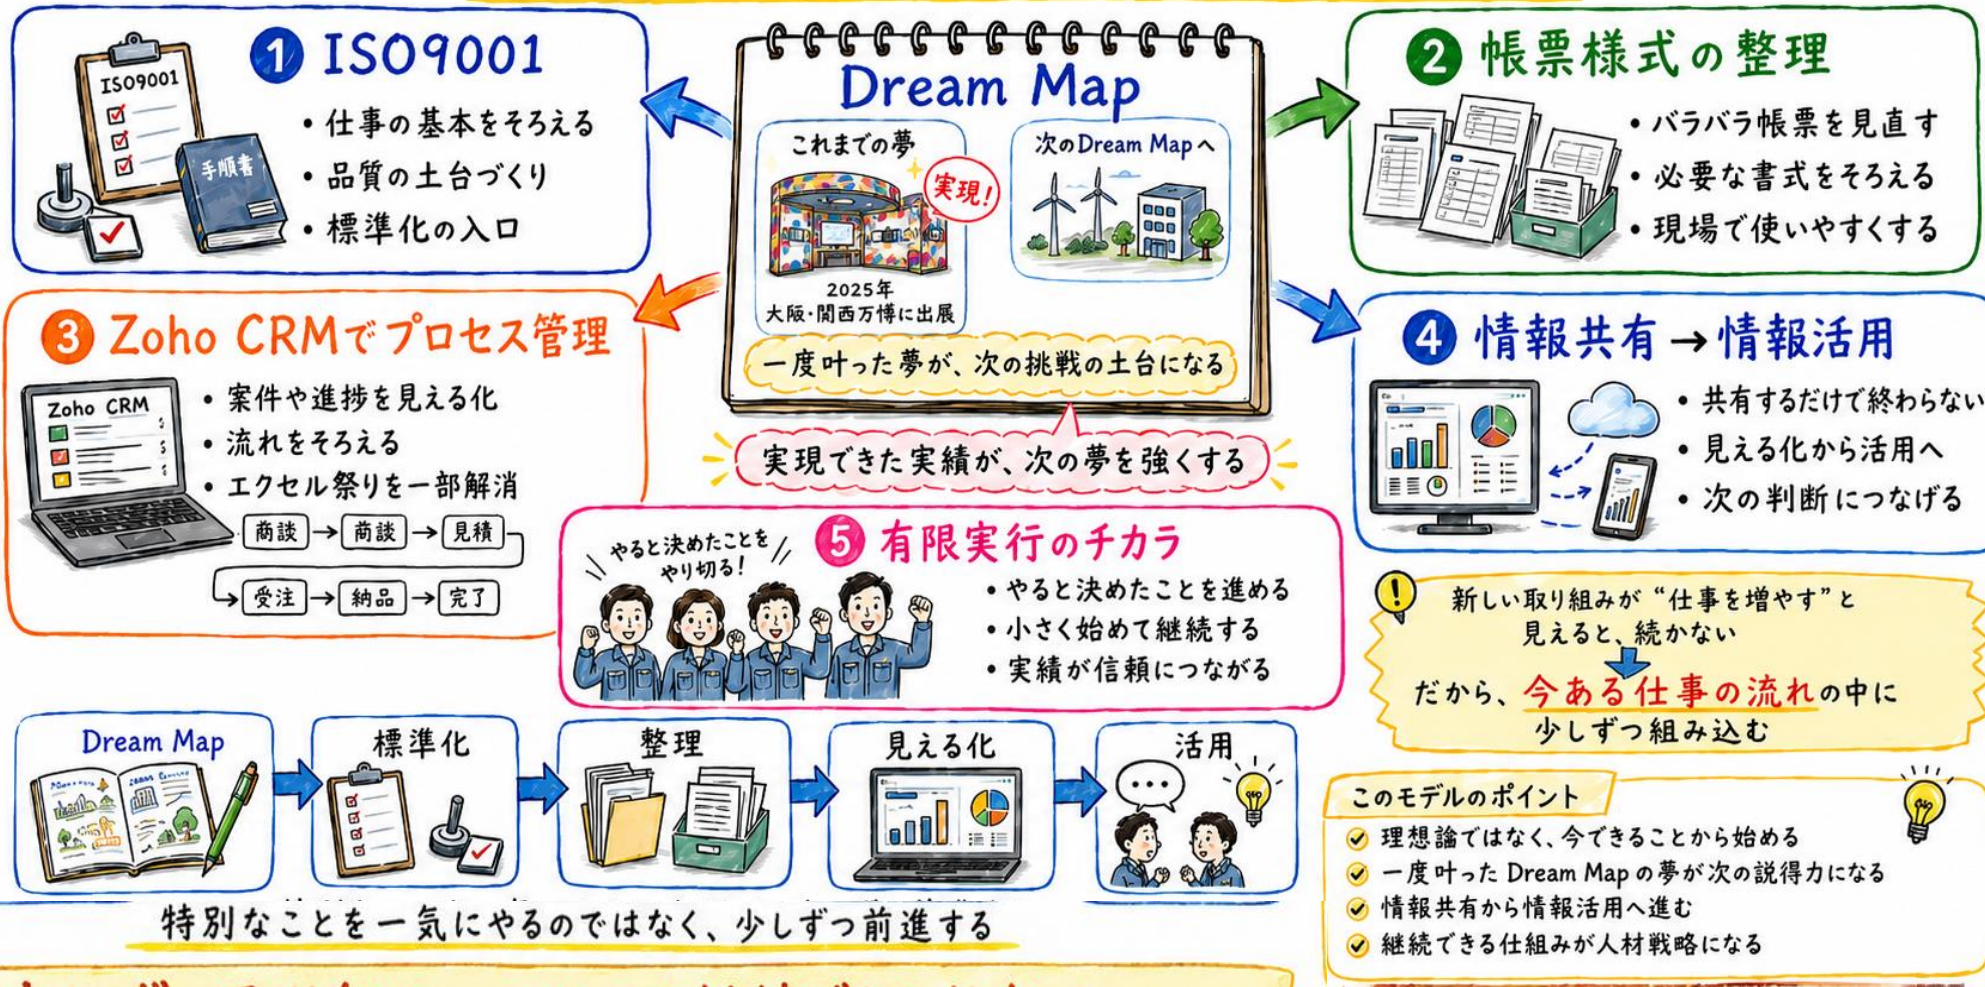 1 ISO9001
ISO9001
手順書
・仕事の基本をそろえる
・品質の土台づくり
・標準化の入口
Dream Map
これまでの夢
実現!
2025年
大阪・関西万博に出展
次のDream Mapへ
一度叶った夢が、次の挑戦の土台になる
実現できた実績が、次の夢を強くする
2 帳票様式の整理
・バラバラ帳票を見直す
・必要な書式をそろえる
・現場で使いやすくする
3 Zoho CRMでプロセス管理
Zoho CRM
・案件や進捗を見える化
・流れをそろえる
・エクセル祭りを一部解消
商談→商談→見積
→受注→納品→完了
4 情報共有→情報活用
・共有するだけで終わらない
・見える化から活用へ
・次の判断につなげる
5 有限実行のチカラ
やると決めたことを
やり切る!
・やると決めたことを進める
・小さく始めて継続する
・実績が信頼につながる
!
新しい取り組みが“仕事を増やす”と
見えると、続かない
だから、今ある仕事の流れの中に
少しずつ組み込む
Dream Map
標準化
整理
見える化
活用
特別なことを一気にやるのではなく、少しずつ前進する
このモデルのポイント
理想論ではなく、今できることから始める
一度叶った Dream Map の夢が次の説得力になる
情報共有から情報活用へ進む
継続できる仕組みが人材戦略になる